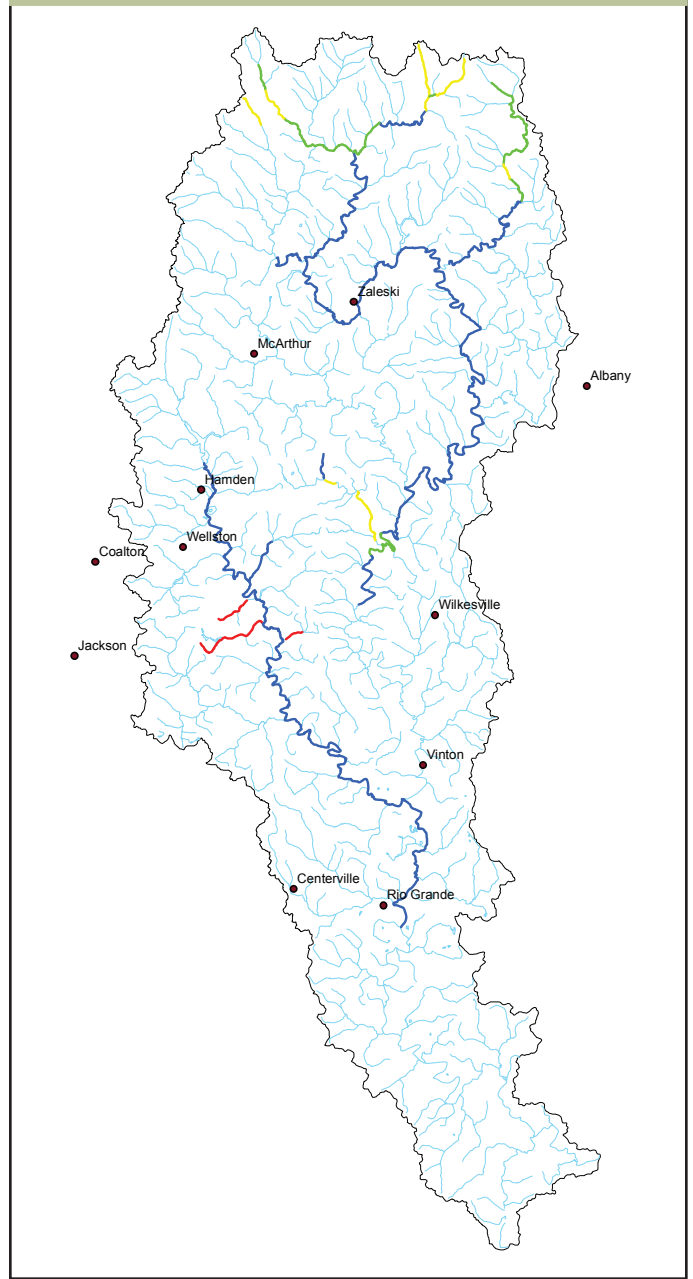 Zaleski
McArthur
Albany
Hamden
Wellston
Coalton
Wilkesville
Jackson
Vinton
Centerville
Rio Grande